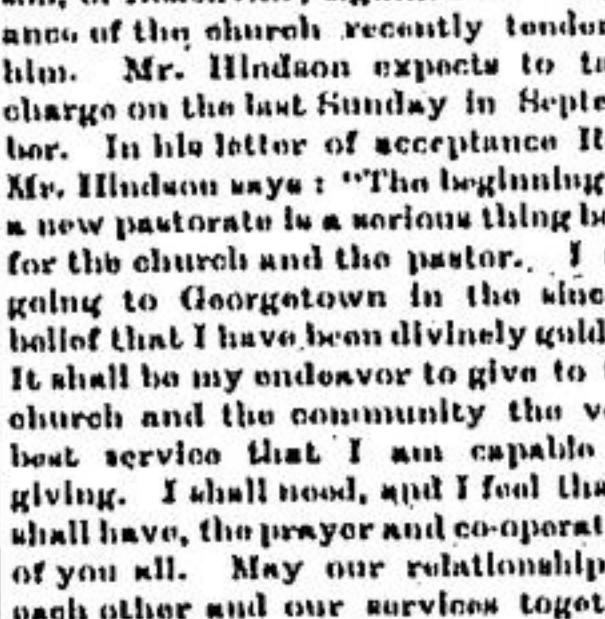 ance of the church recently tender
him. Mr. Hindson expects to ta
charge on the last Sunday in Septe
ber. In his letter of acceptance R
Mr. Hindson says: "The beginning
a new pastorate is a serious thing b
for the church and the pastor. I
going to Georgetown in the sinc
belief that I have been divinely guid
It shall be my endeavor to give to
church and the community the v
best service that I am capable
giving. I shall need, and I feel tha
shall have, the prayer and co-operat
of you all. May our relationship
each other and our services toget